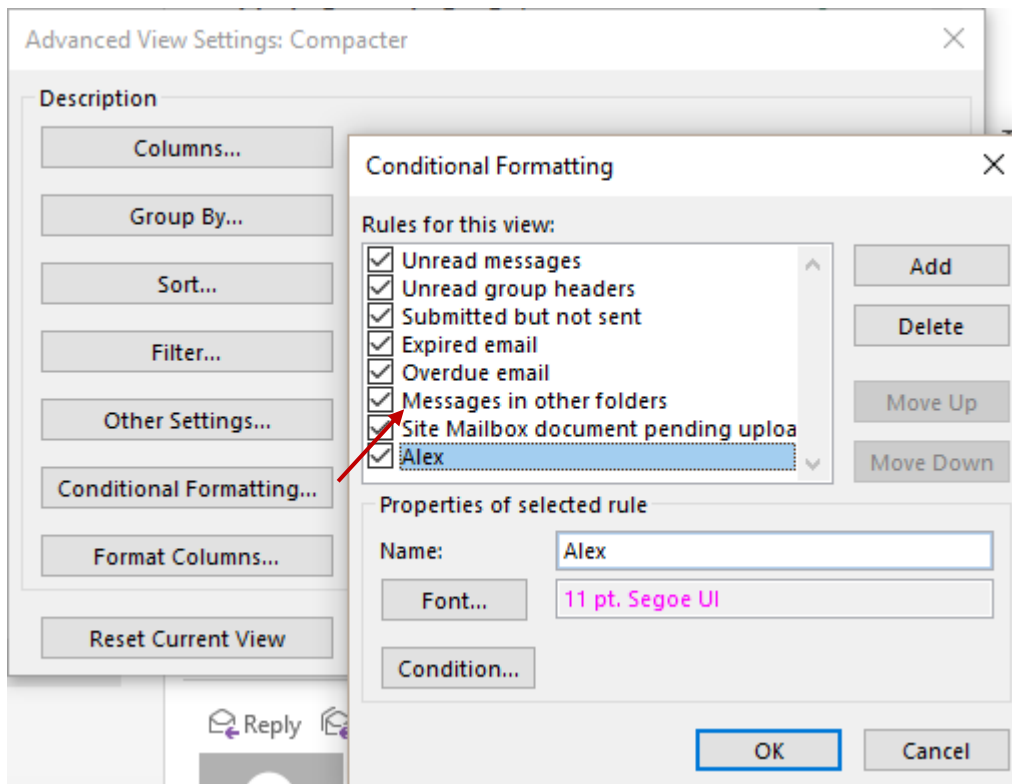 Advanced View Settings: Compacter
Description
Columns...
Group By...
Sort...
Filter...
Other Settings...
Conditional Formatting...
Format Columns...
Reset Current View
Reply
Conditional Formatting
Rules for this view:
Unread messages
Unread group headers
Submitted but not sent
Expired email
Overdue email
Messages in other folders
Site Mailbox document pending uploa
Alex
Add
Delete
Move Up
Move Down
Properties of selected rule
Name:
Alex
Font...
11 pt. Segoe UI
Condition...
OK
Cancel